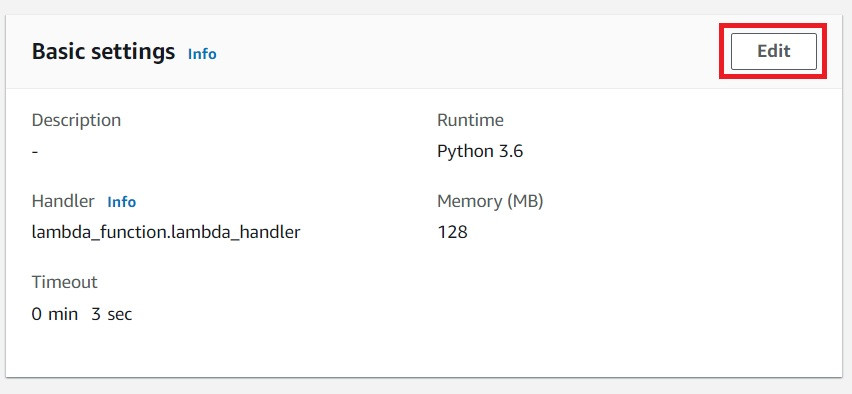 Basic settings Info
Edit
Description
-
Runtime
Python 3.6
Handler Info
lambda_function.lambda_handler
Memory (MB)
128
Timeout
0 min 3 sec